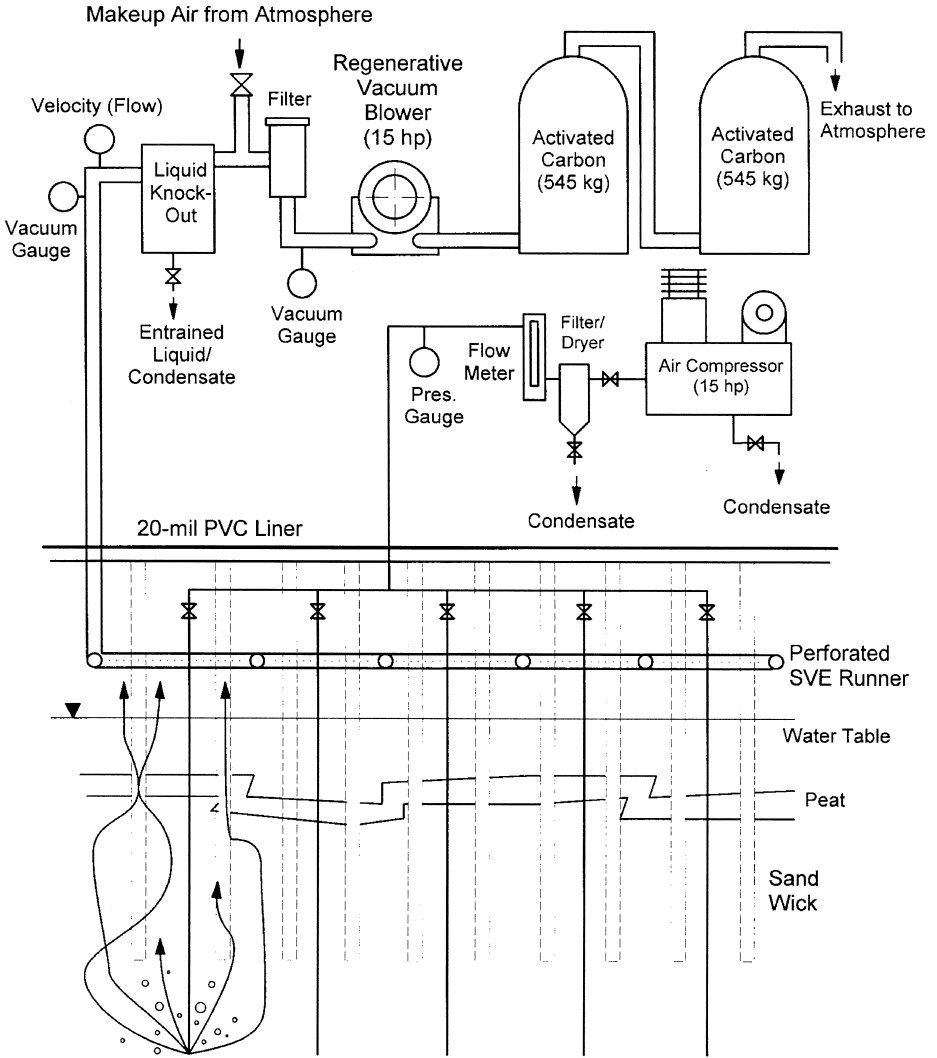 Makeup Air from Atmosphere
Velocity (Flow)
Filter
Regenerative
Vacuum
Blower
(15 hp)
Activated
Carbon
(545 kg)
Activated
Carbon
(545 kg)
Exhaust to
Atmosphere
Liquid
Knock-
Out
Vacuum
Gauge
Vacuum
Gauge
Entrained
Liquid/
Condensate
Pres.
Gauge
Flow
Meter
Filter/
Dryer
Air Compressor
(15 hp)
Condensate
Condensate
20-mil PVC Liner
Perforated
SVE Runner
Water Table
Peat
Sand
Wick